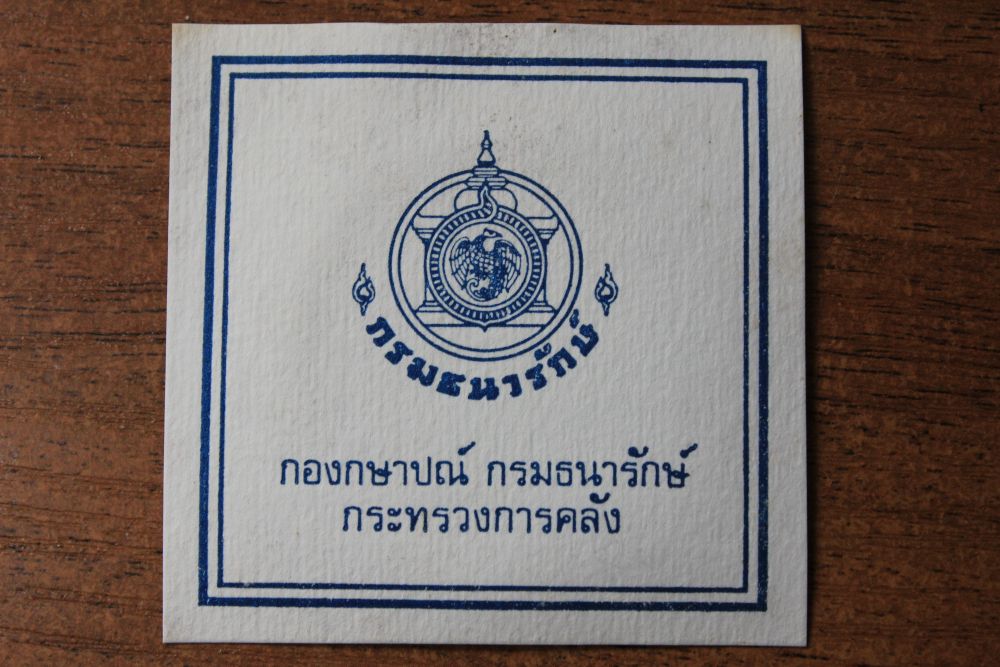 กรมธนารักษ์
กองกษาปณ์ กรมธนารักษ์
กระทรวงการคลัง